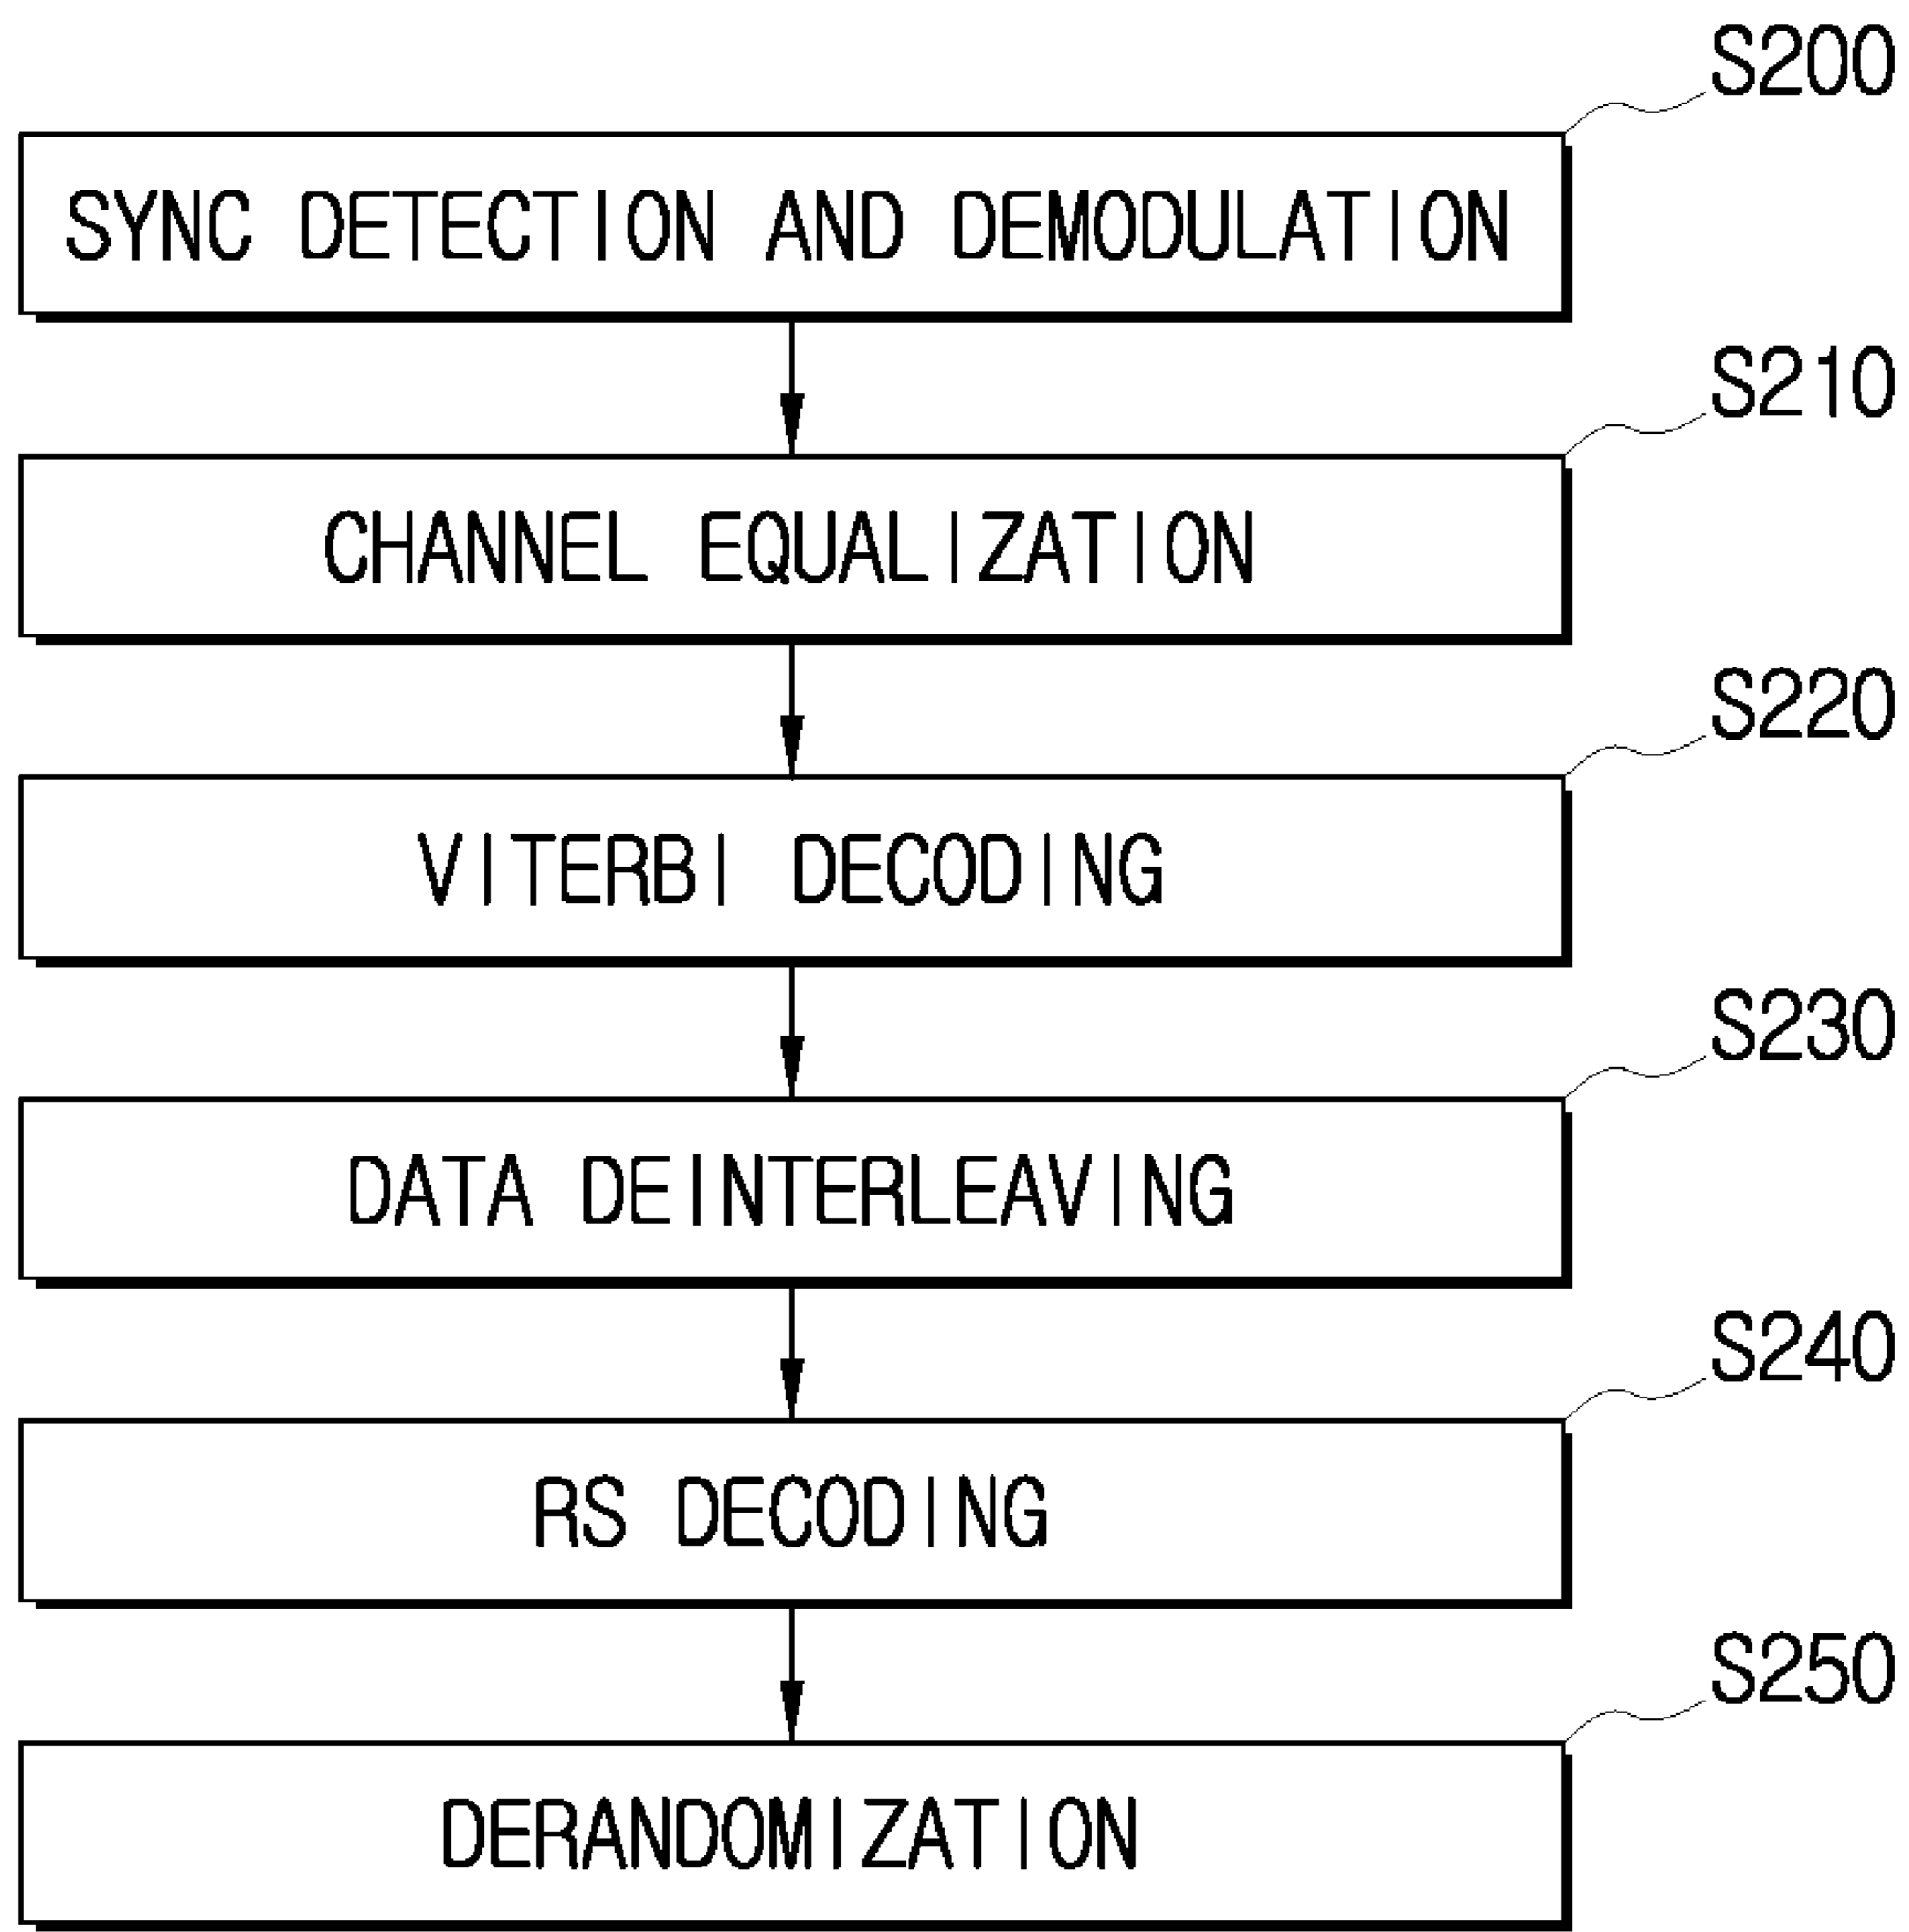 S200
SYNC DETECTION AND DEMODULATION
S210
CHANNEL EQUALIZATION
S220
VITERBI DECODING
S230
DATA DEINTERLEAVING
S240
RS DECODING
S250
DERANDOMIZATION